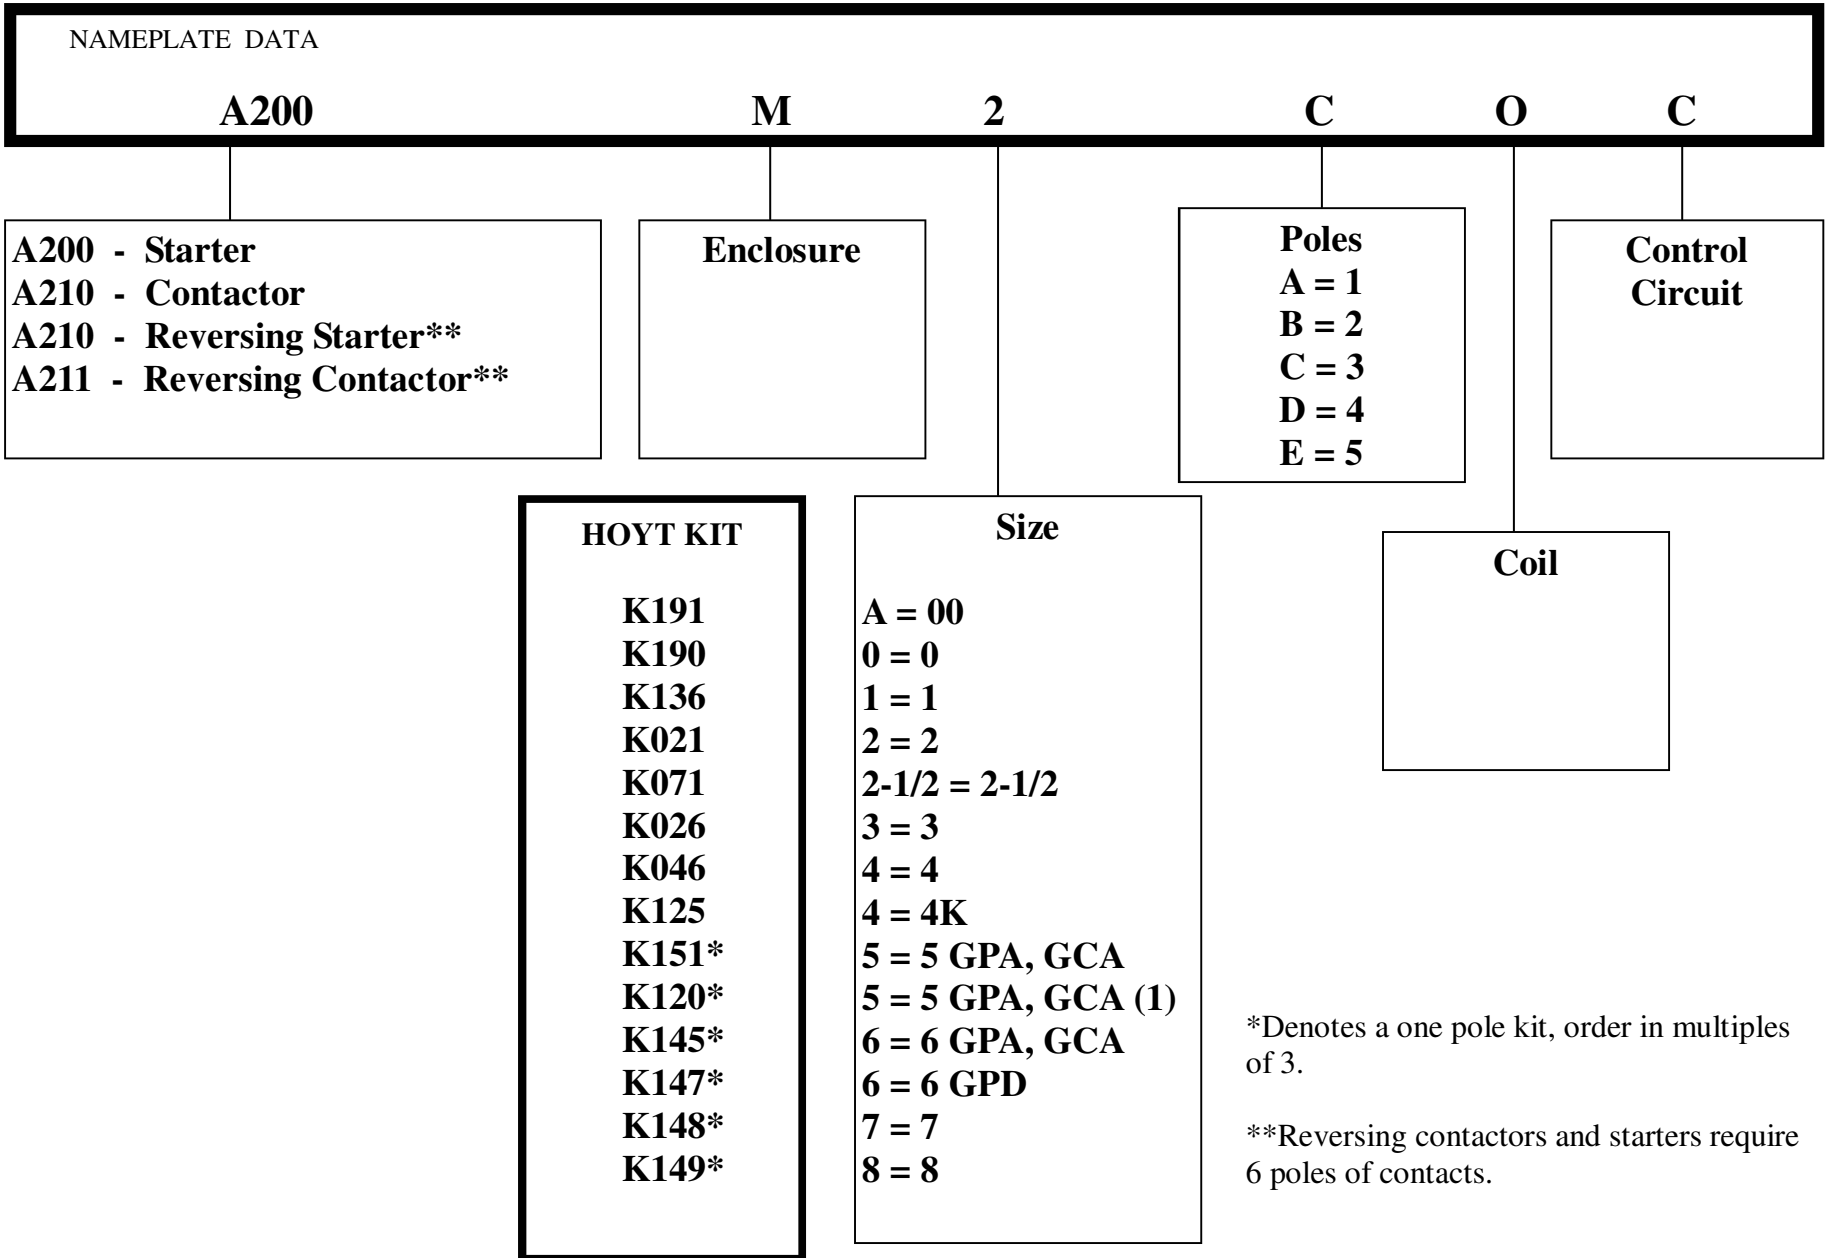 NAMEPLATE DATA
A200 M 2 C O C
A200 - Starter
A210 - Contactor
A210 - Reversing Starter**
A211 - Reversing Contactor**
Enclosure
Poles
A = 1
B = 2
C = 3
D = 4
E = 5
Control
Circuit
HOYT KIT
Size
K191 A = 00
K190 0 = 0
K136 1 = 1
K021 2 = 2
K071 2-1/2 = 2-1/2
K026 3 = 3
K046 4 = 4
K125 4 = 4K
K151* 5 = 5 GPA, GCA
K120* 5 = 5 GPA, GCA (1)
K145* 6 = 6 GPA, GCA
K147* 6 = 6 GPD
K148* 7 = 7
K149* 8 = 8
Coil
*Denotes a one pole kit, order in multiples
of 3.
**Reversing contactors and starters require
6 poles of contacts.